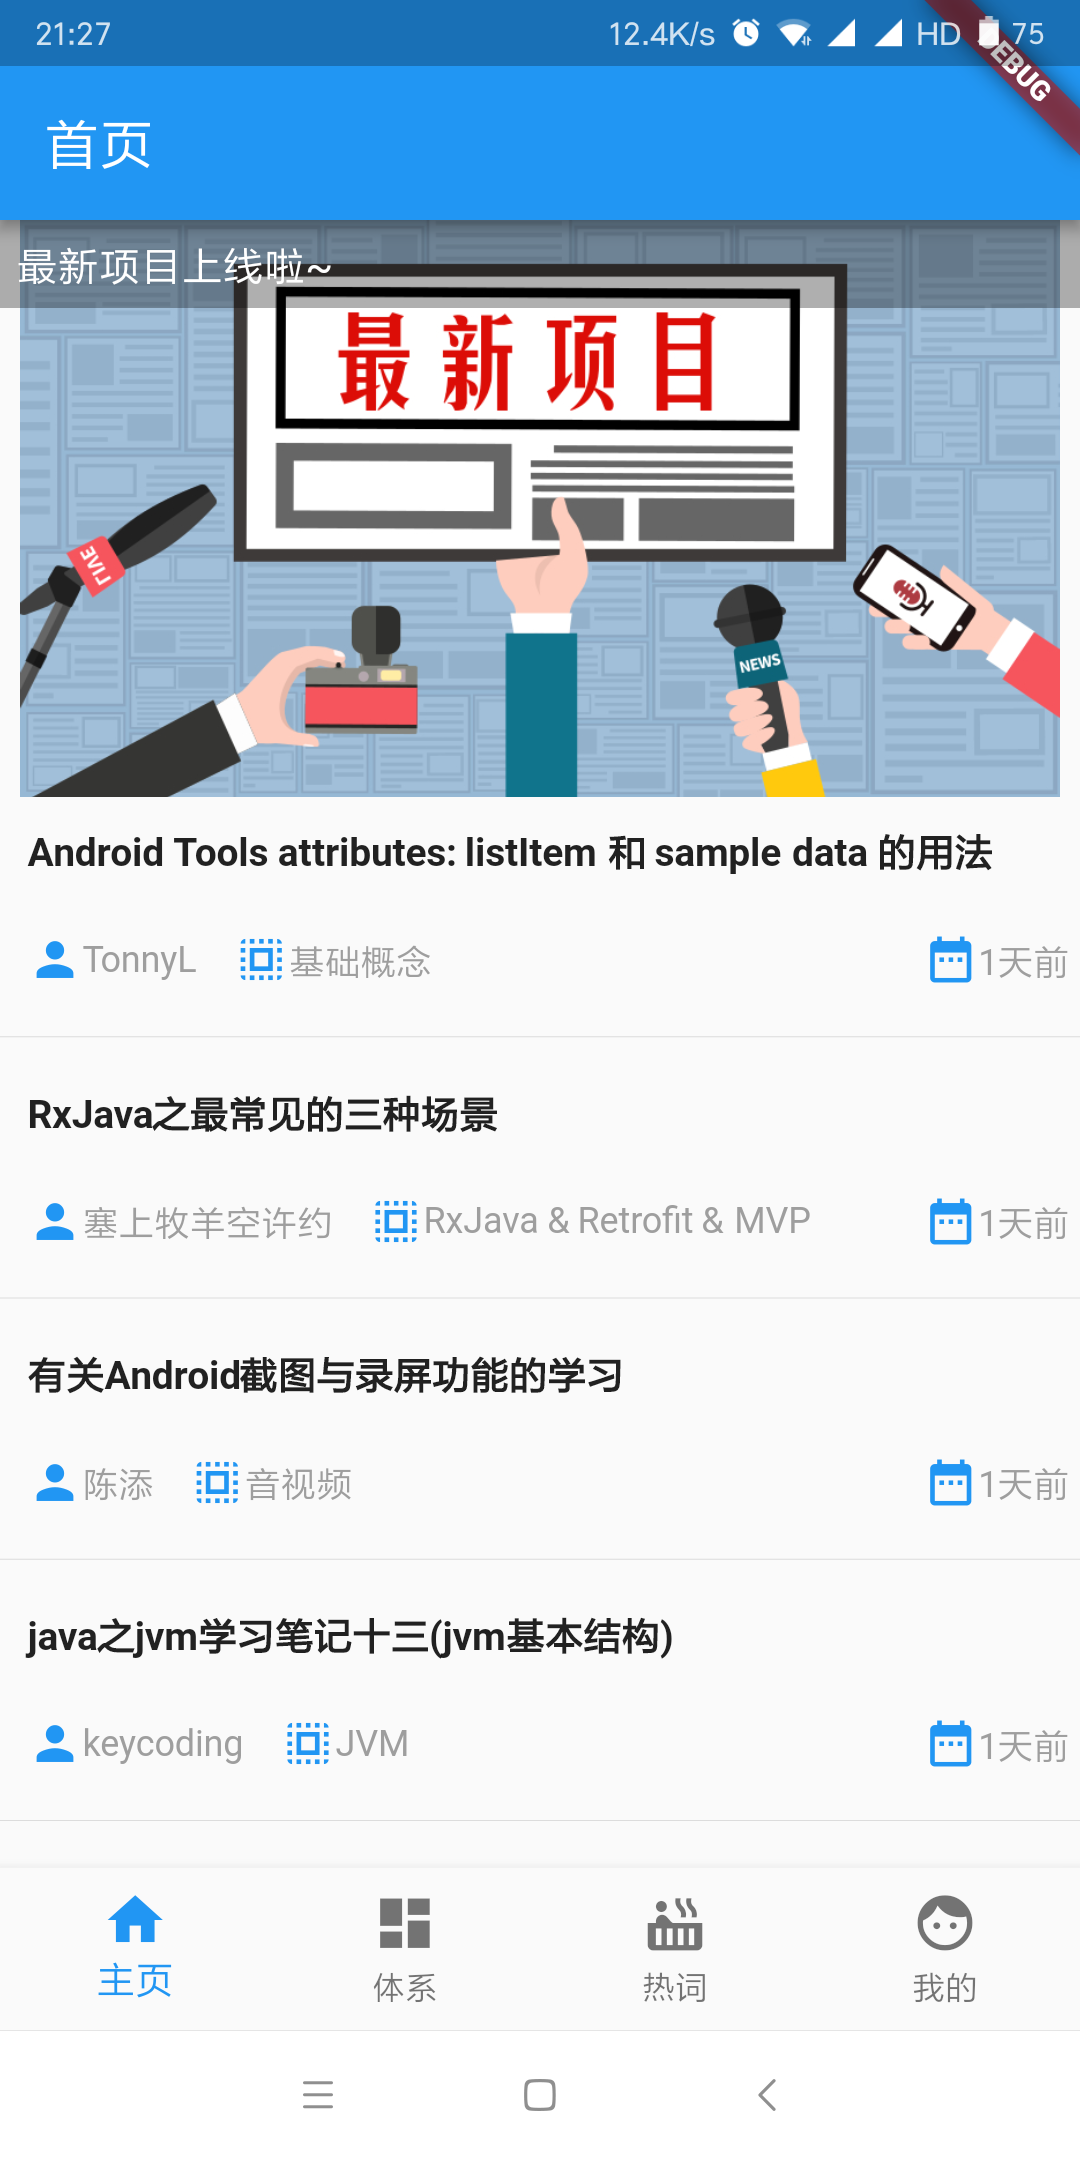 21:27 12.4K/s HD 75
DEBUG
首页
最新项目上线啦~
最新项目
LIVE
NEWS
Android Tools attributes: listItem 和 sample data 的用法
TonnyL 基础概念 1天前
RxJava之最常见的三种场景
塞上牧羊空许约 RxJava & Retrofit & MVP 1天前
有关Android截图与录屏功能的学习
陈添 音视频 1天前
java之jvm学习笔记十三(jvm基本结构)
keycoding JVM 1天前
主页 体系 热词 我的